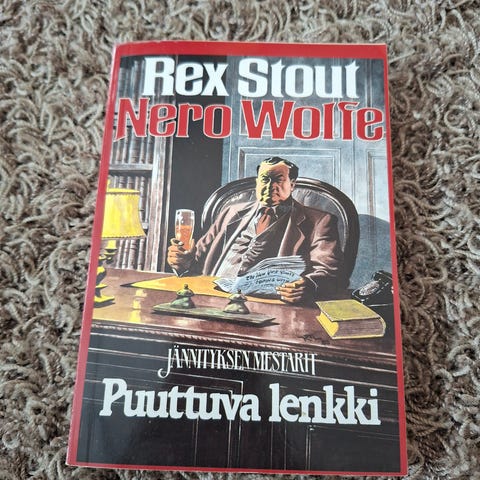 Rex Stout
Nero Wolfe
JÄNNITYKSEN MESTARIT
Puuttuva lenkki